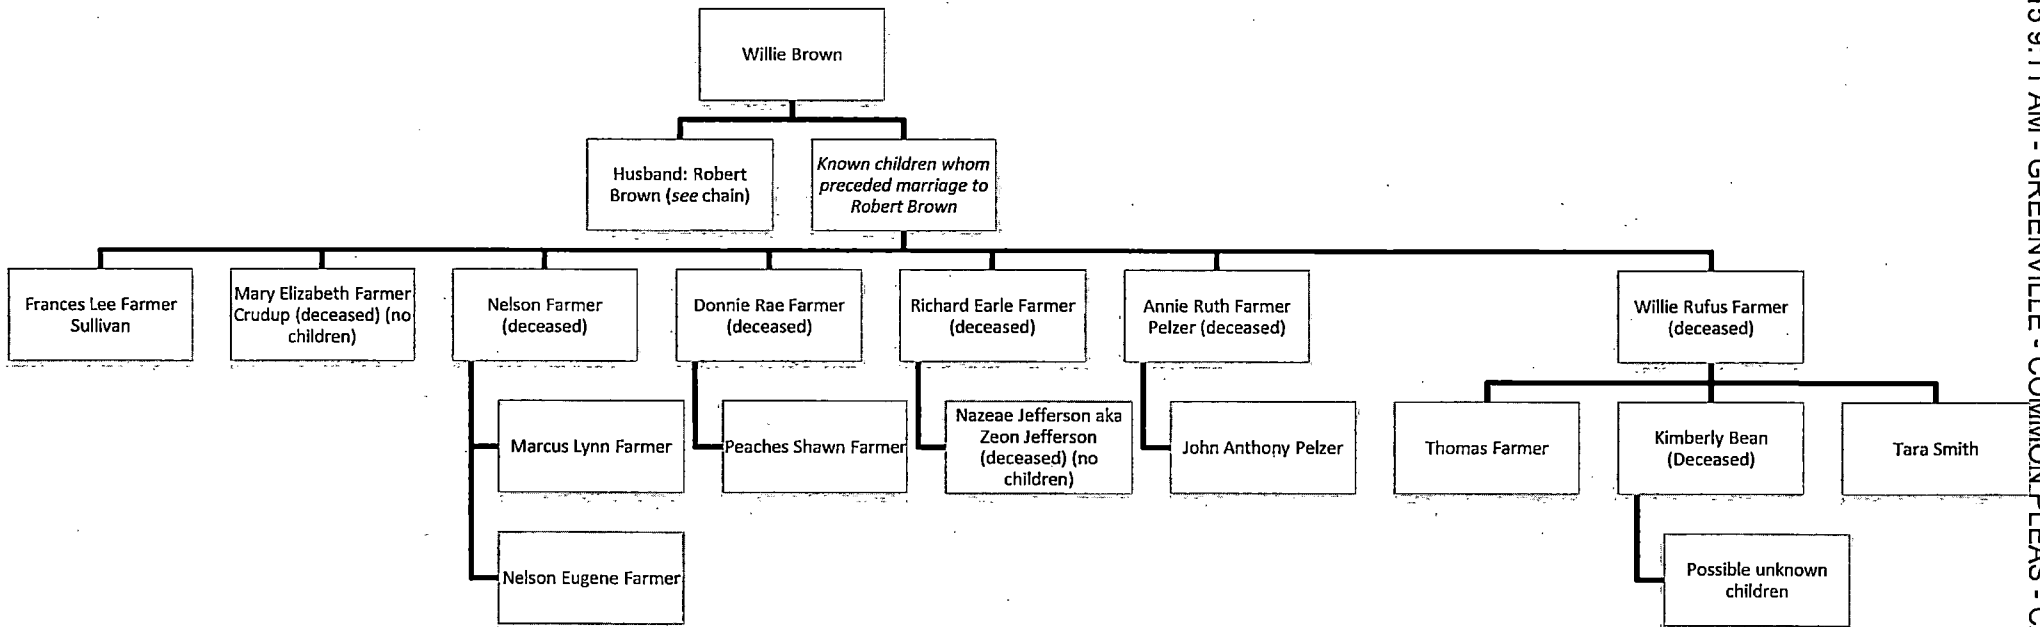 Willie Brown
Husband: Robert
Brown (see chain)
Known children whom
preceded marriage to
Robert Brown
Frances Lee Farmer
Sullivan
Mary Elizabeth Farmer
Crudup (deceased) (no
children)
Nelson Farmer
(deceased)
Donnie Rae Farmer
(deceased)
Richard Earle Farmer
(deceased)
Annie Ruth Farmer
Pelzer (deceased)
Willie Rufus Farmer
(deceased)
Marcus Lynn Farmer
Peaches Shawn Farmer
Nazeae Jefferson aka
Zeon Jefferson
(deceased) (no
children)
John Anthony Pelzer
Thomas Farmer
Kimberly Bean
(Deceased)
Tara Smith
Nelson Eugene Farmer
Possible unknown
children
AM - GREENVILLE - COMMON PLEAS -